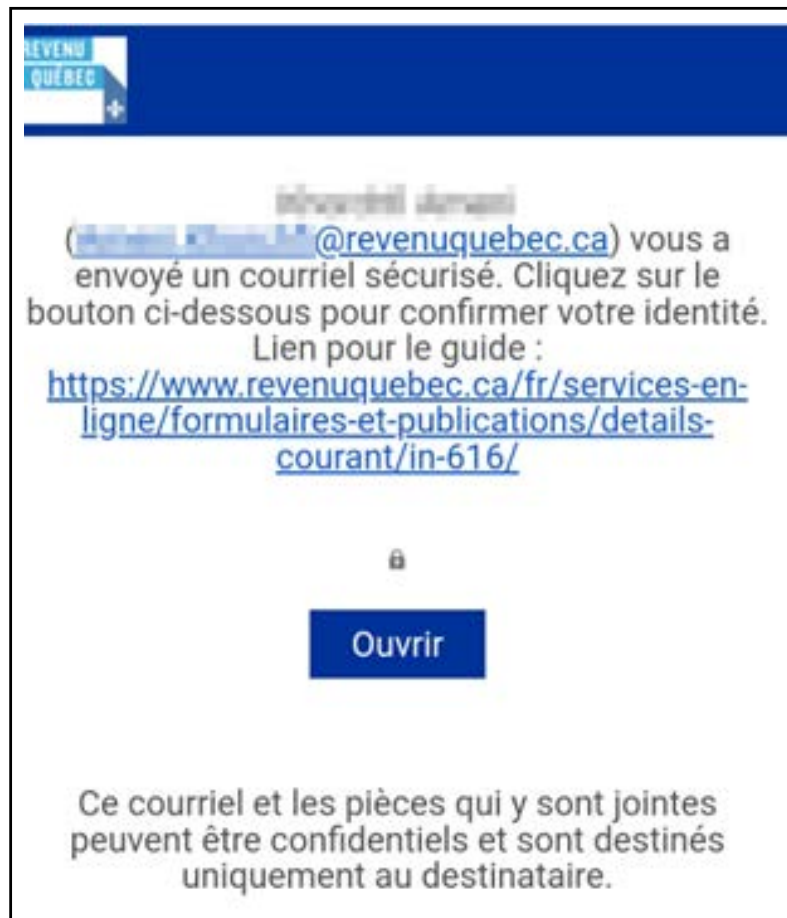 REVENU
QUÉBEC
(@revenuquebec.ca) vous a
envoyé un courriel sécurisé. Cliquez sur le
bouton ci-dessous pour confirmer votre identité.
Lien pour le guide :
https://www.revenuquebec.ca/fr/services-en-
ligne/formulaires-et-publications/details-
courant/in-616/
Ouvrir
Ce courriel et les pièces qui y sont jointes
peuvent être confidentiels et sont destinés
uniquement au destinataire.